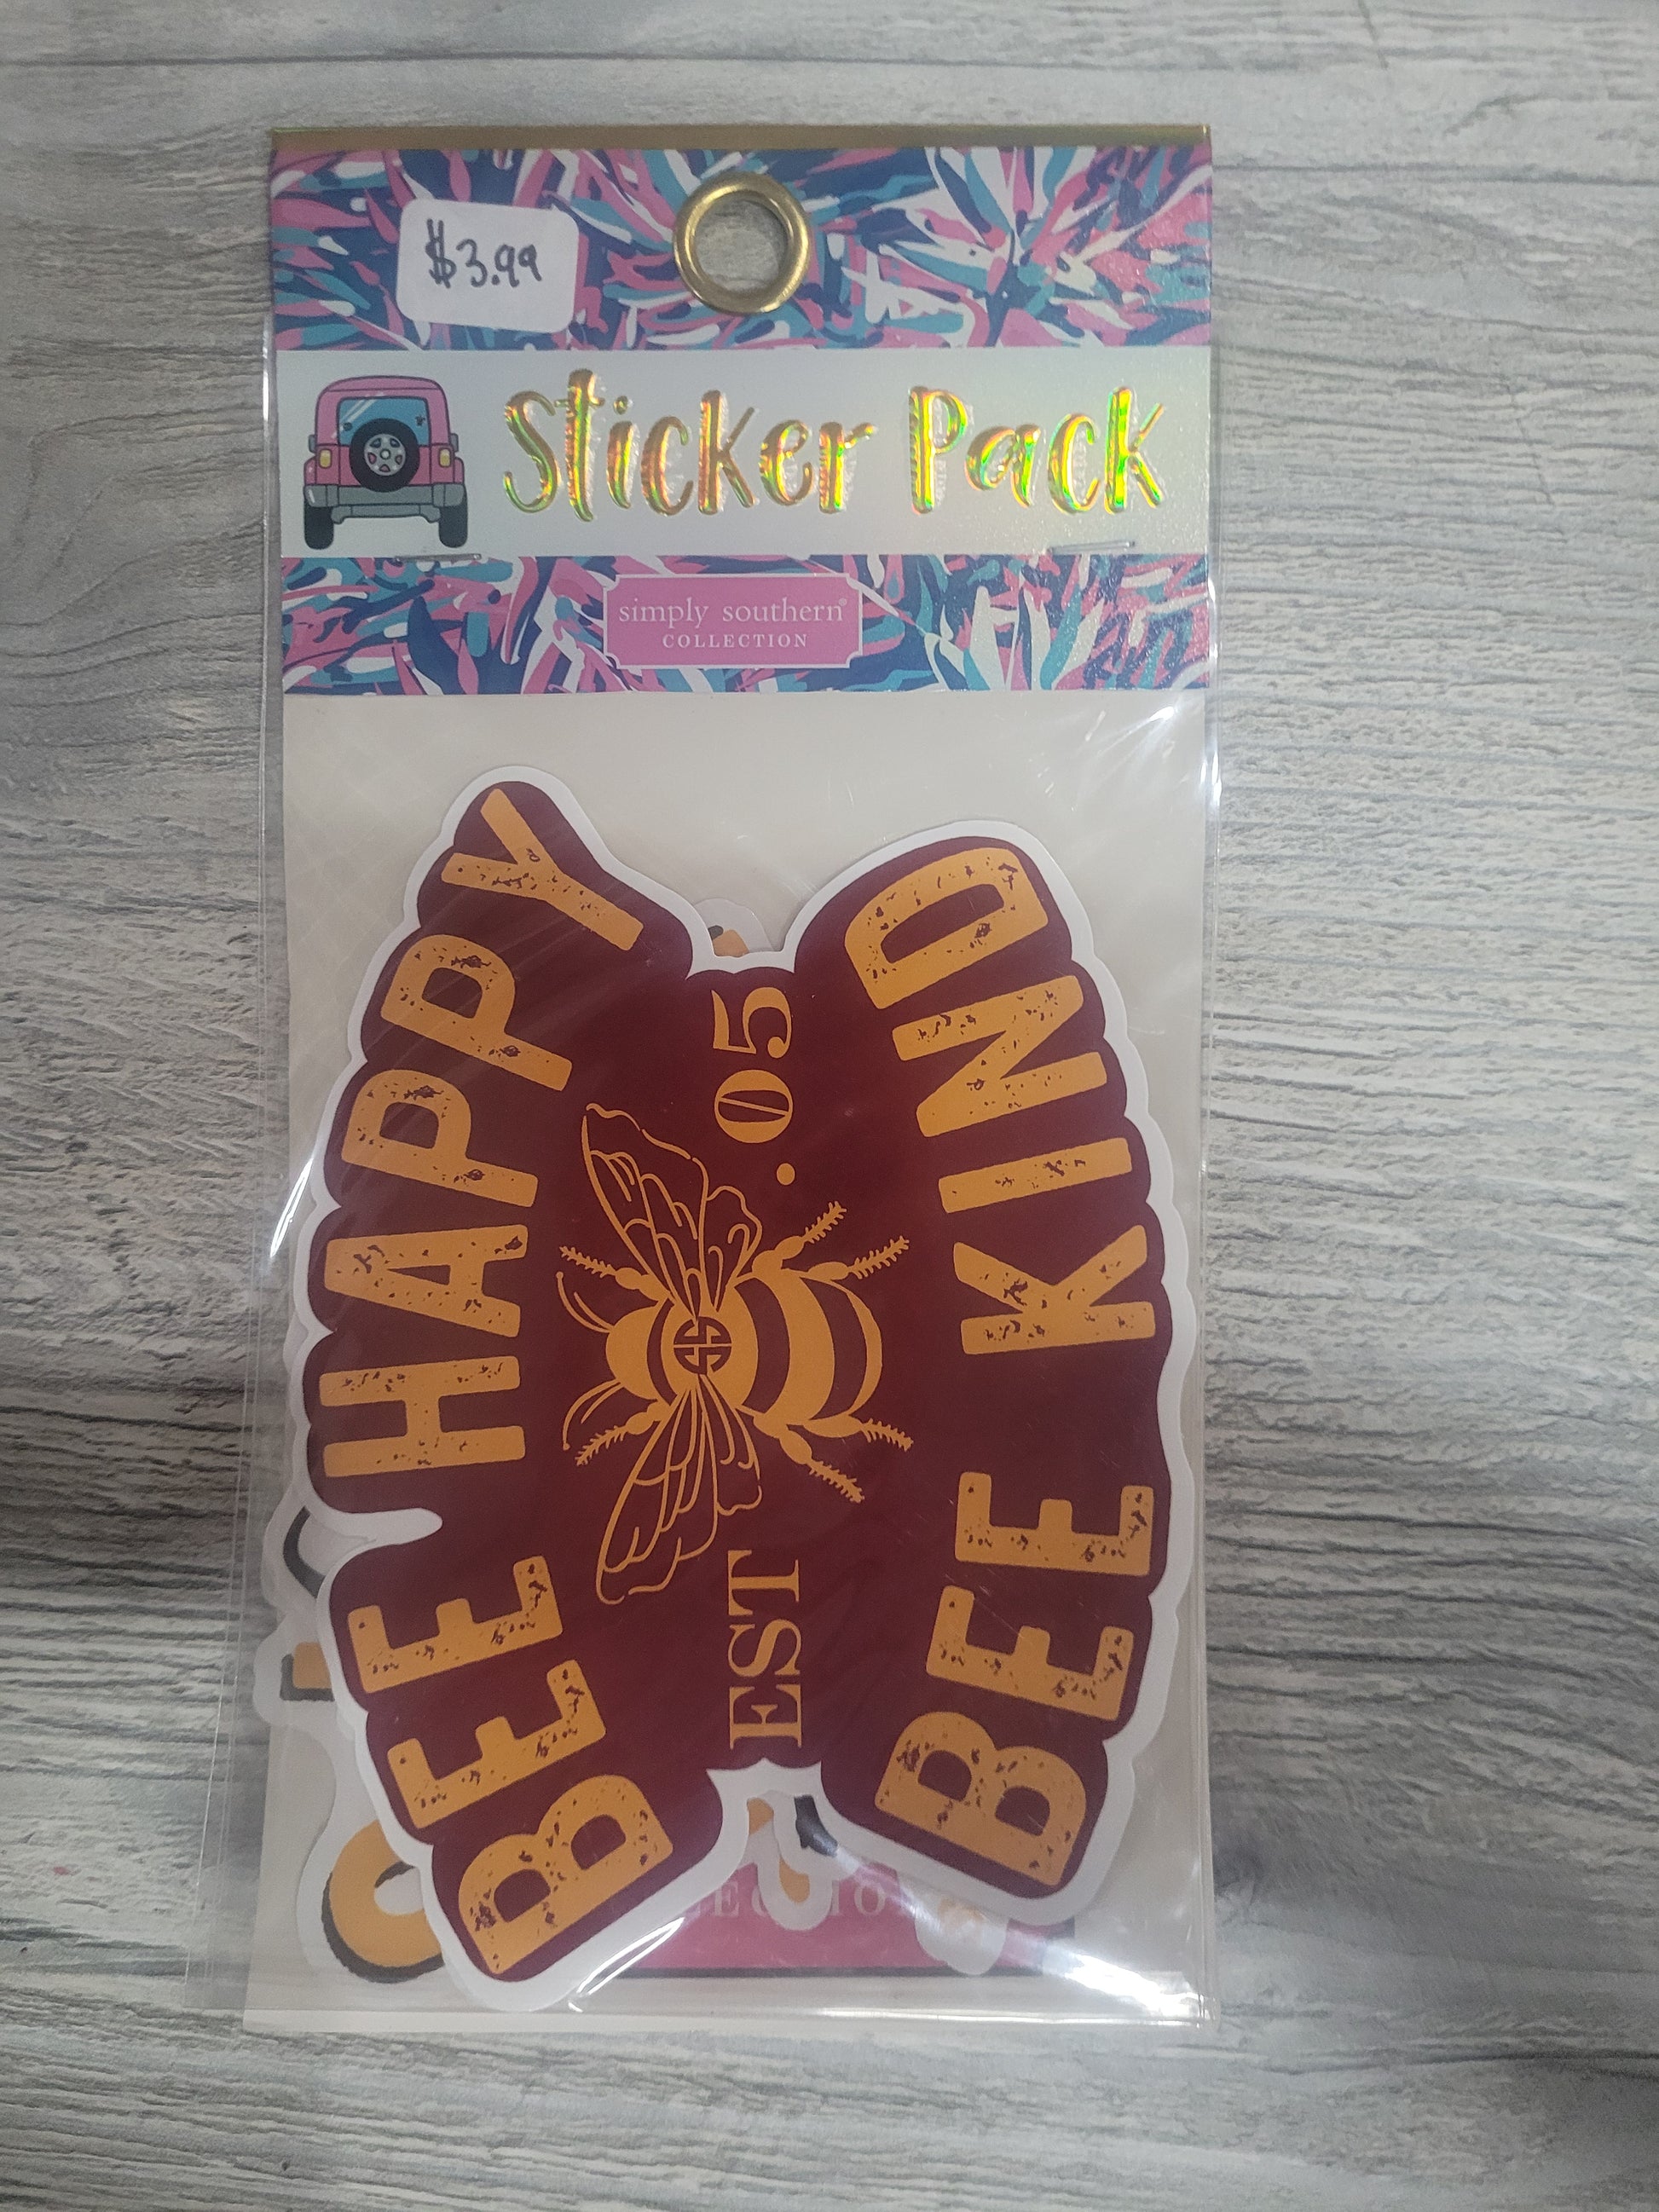 $3.99
Sticker Pack
simply southern®
COLLECTION
BEE HAPPY
EST. 05
BEE KIND